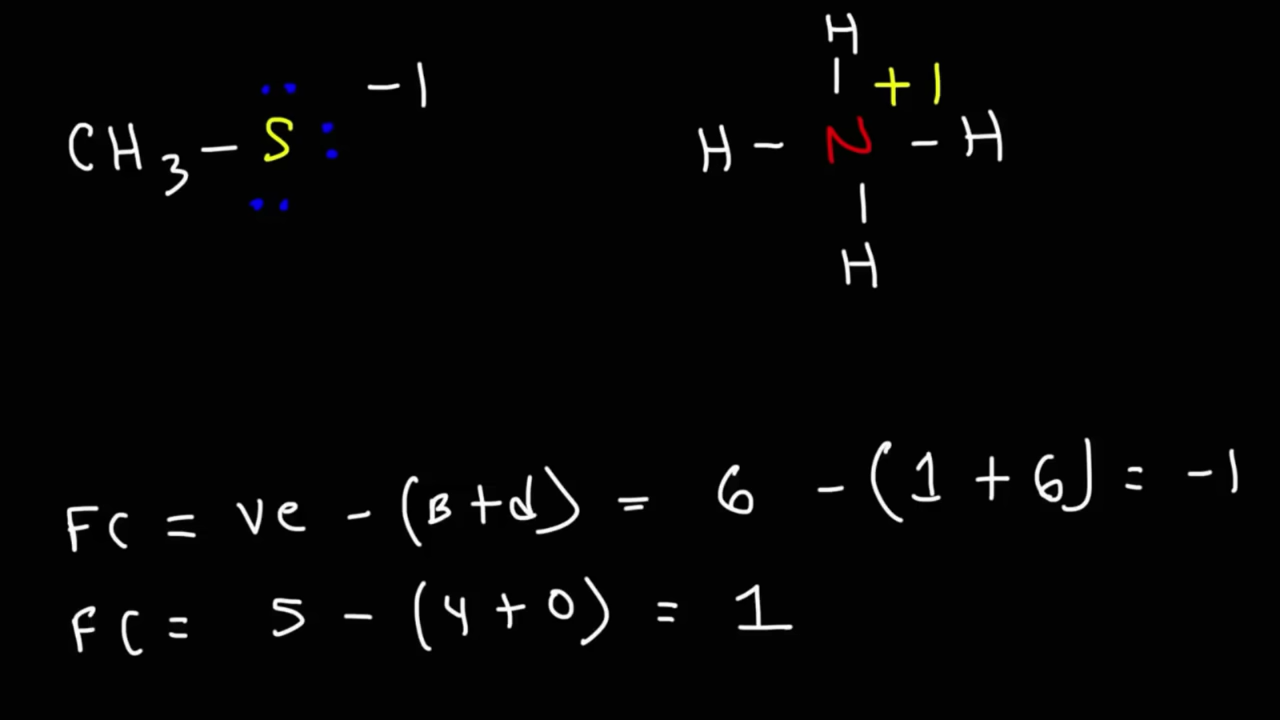 H
CH3 – S – 1
+1
H – N – H
H
FC = ve – (B+d) = 6 – (1 + 6) = -1
FC = 5 – (4 + 0) = 1